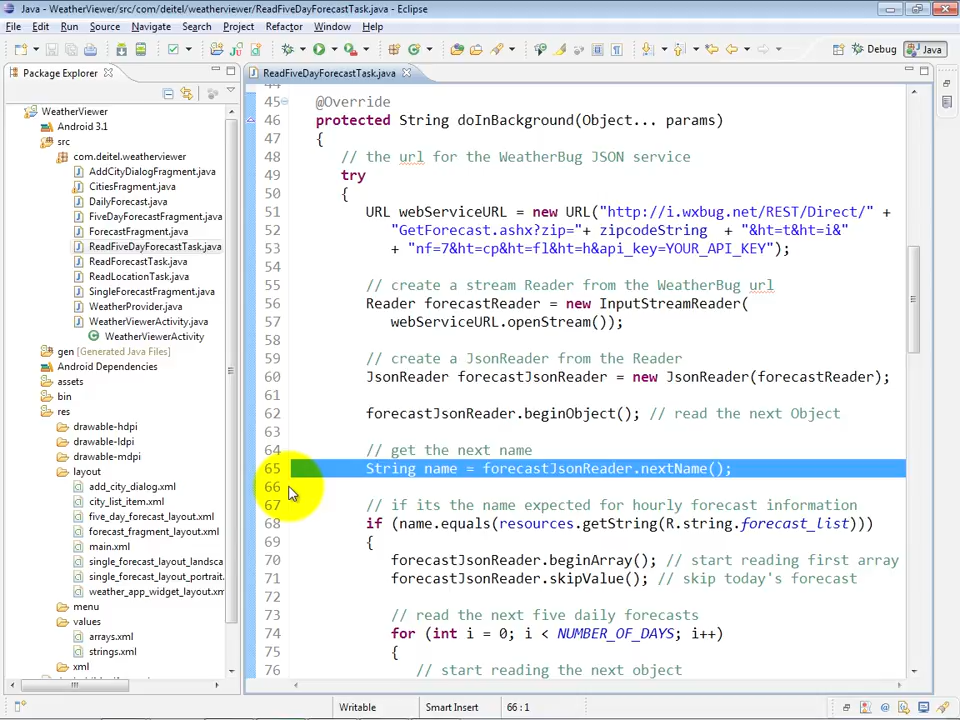 Java - WeatherViewer/src/com/deitel/weatherviewer/ReadFiveDayForecastTask.java - Eclipse
File Edit Run Source Navigate Search Project Refactor Window Help
Debug Java
Package Explorer
WeatherViewer
Android 3.1
src
com.deitel.weatherviewer
AddCityDialogFragment.java
CitiesFragment.java
DailyForecast.java
FiveDayForecastFragment.java
ForecastFragment.java
ReadFiveDayForecastTask.java
ReadForecastTask.java
ReadLocationTask.java
SingleForecastFragment.java
WeatherProvider.java
WeatherViewerActivity.java
WeatherViewerActivity
gen [Generated Java Files]
Android Dependencies
assets
bin
res
drawable-hdpi
drawable-ldpi
drawable-mdpi
layout
add_city_dialog.xml
city_list_item.xml
five_day_forecast_layout.xml
forecast_fragment_layout.xml
main.xml
single_forecast_layout_landsca
single_forecast_layout_portrait.
weather_app_widget_layout.xm
menu
values
arrays.xml
strings.xml
xml
ReadFiveDayForecastTask.java
44
45 @Override
46 protected String doInBackground(Object... params)
47 {
48 // the url for the WeatherBug JSON service
49 try
50 {
51 URL webServiceURL = new URL("http://i.wxbug.net/REST/Direct/" +
52 "GetForecast.ashx?zip="+ zipcodeString + "&ht=t&ht=i&"
53 + "nf=7&ht=cp&ht=fl&ht=h&api_key=YOUR_API_KEY");
54
55 // create a stream Reader from the WeatherBug url
56 Reader forecastReader = new InputStreamReader(
57 webServiceURL.openStream());
58
59 // create a JsonReader from the Reader
60 JsonReader forecastJsonReader = new JsonReader(forecastReader);
61
62 forecastJsonReader.beginObject(); // read the next Object
63
64 // get the next name
65 String name = forecastJsonReader.nextName();
66
67 // if its the name expected for hourly forecast information
68 if (name.equals(resources.getString(R.string.forecast_list)))
69 {
70 forecastJsonReader.beginArray(); // start reading first array
71 forecastJsonReader.skipValue(); // skip today's forecast
72
73 // read the next five daily forecasts
74 for (int i = 0; i < NUMBER_OF_DAYS; i++)
75 {
76 // start reading the next object
Writable Smart Insert 66 : 1